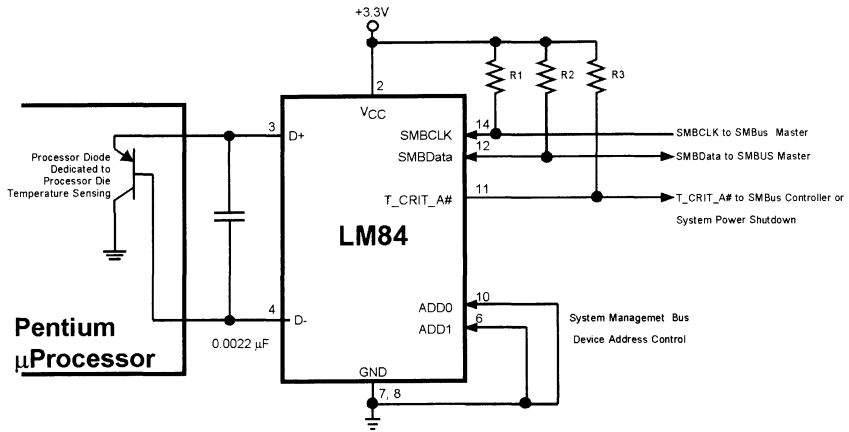 +3.3V
R1
R2
R3
2
VCC
3
D+
14
SMBCLK
SMBCLK to SMBus Master
12
SMBData
SMBData to SMBUS Master
Processor Diode
Dedicated to
Processor Die
Temperature Sensing
11
T_CRIT_A#
T_CRIT_A# to SMBus Controller or
System Power Shutdown
LM84
10
ADD0
6
ADD1
System Managemet Bus
Device Address Control
4
D-
Pentium
µProcessor
0.0022 µF
GND
7, 8